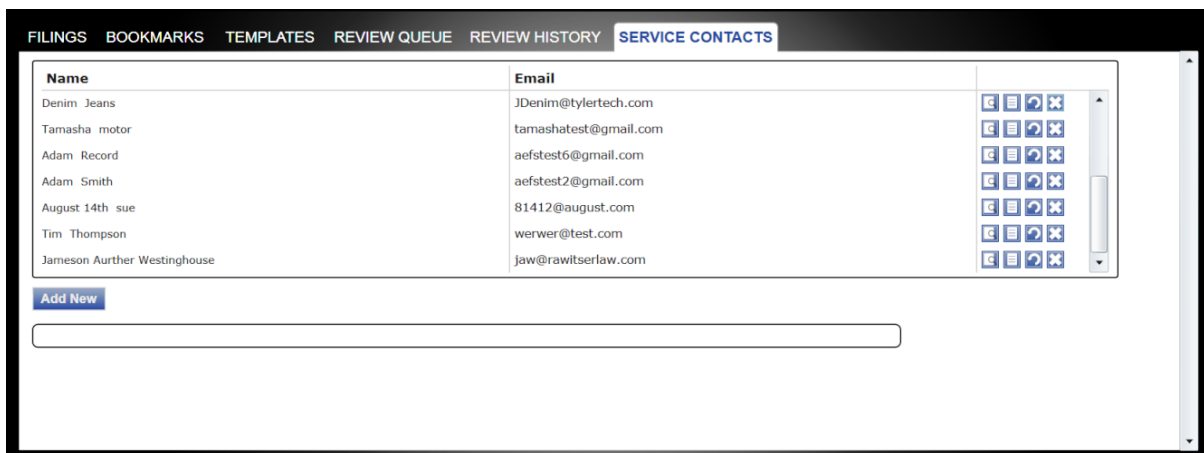 FILINGS BOOKMARKS TEMPLATES REVIEW QUEUE REVIEW HISTORY SERVICE CONTACTS
Name Email
Denim Jeans JDenim@tylertech.com
Tamasha motor tamashatest@gmail.com
Adam Record aefstest6@gmail.com
Adam Smith aefstest2@gmail.com
August 14th sue 81412@august.com
Tim Thompson werwer@test.com
Jameson Aurther Westinghouse jaw@rawitserlaw.com
Add New